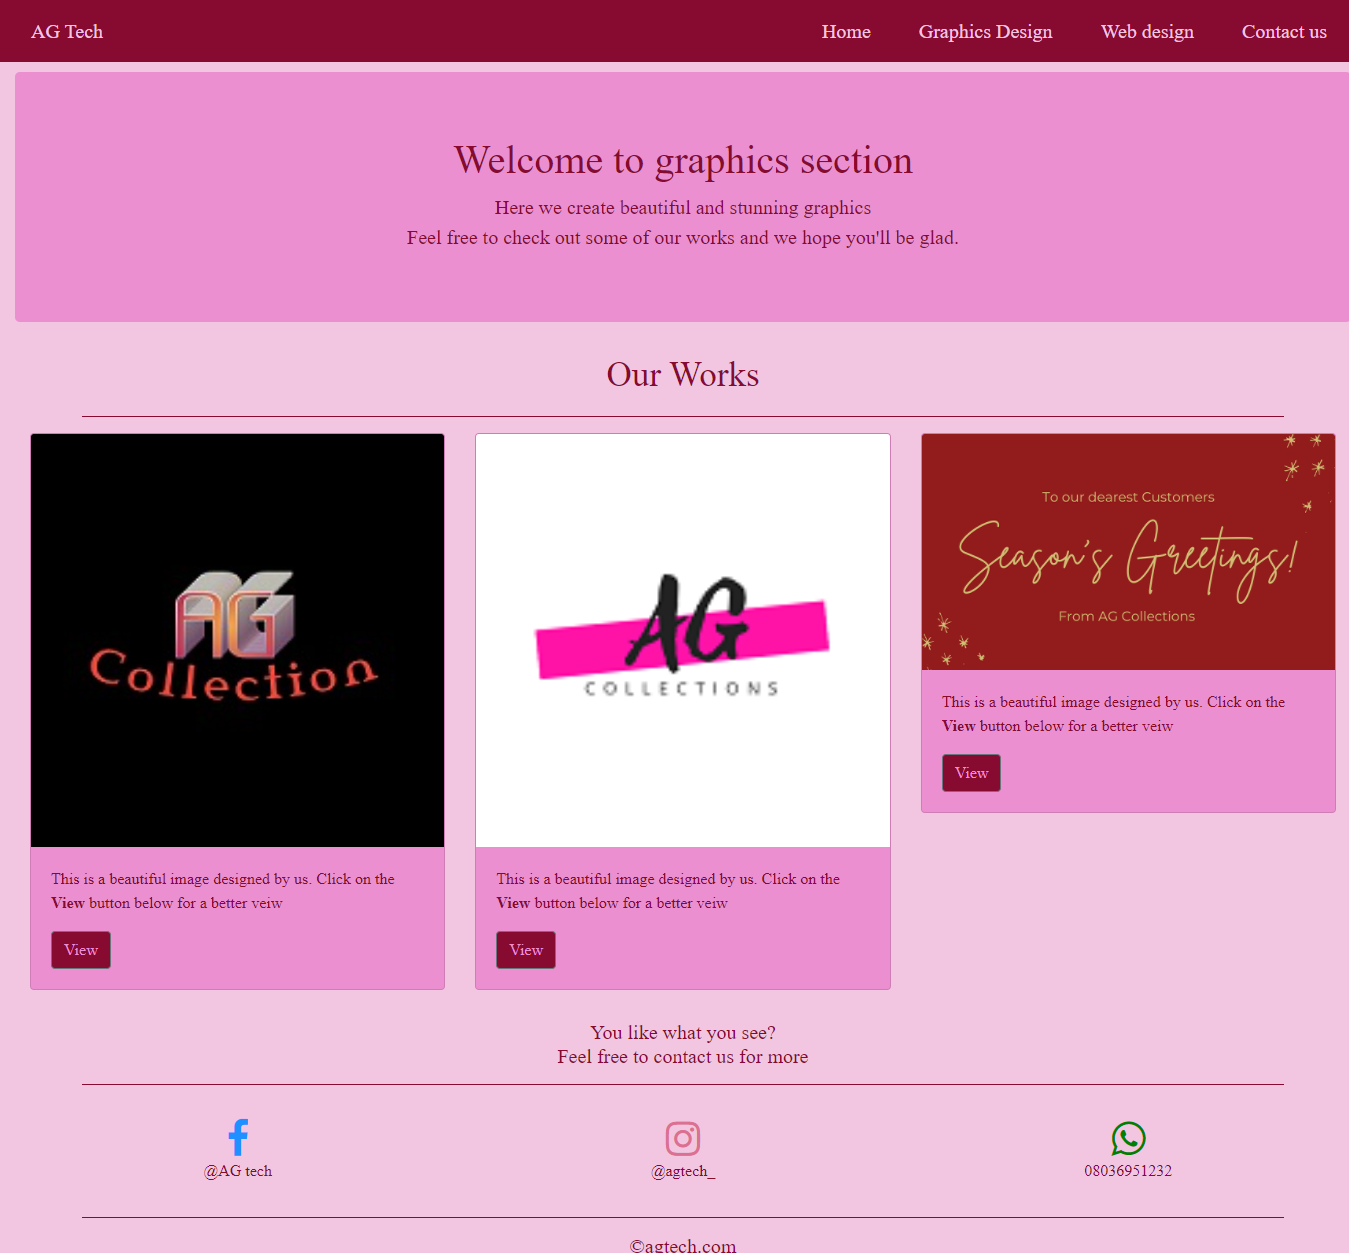 AG Tech
Home
Graphics Design
Web design
Contact us
Welcome to graphics section
Here we create beautiful and stunning graphics
Feel free to check out some of our works and we hope you'll be glad.
Our Works
AG
Collection
This is a beautiful image designed by us. Click on the
View button below for a better veiw
View
AG
COLLECTIONS
This is a beautiful image designed by us. Click on the
View button below for a better veiw
View
To our dearest Customers
Season's Greetings!
From AG Collections
This is a beautiful image designed by us. Click on the
View button below for a better veiw
View
You like what you see?
Feel free to contact us for more
@AG tech
@agtech_
08036951232
©agtech.com